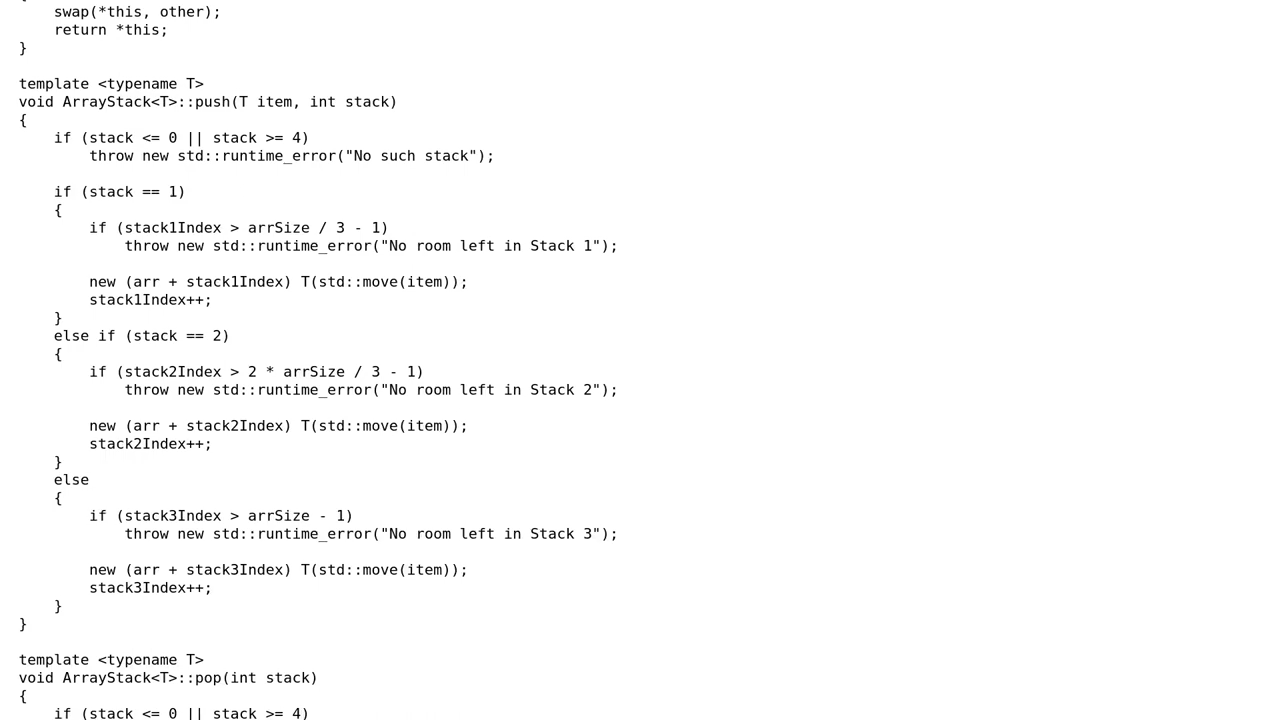 {
    swap(*this, other);
    return *this;
}

template <typename T>
void ArrayStack<T>::push(T item, int stack)
{
    if (stack <= 0 || stack >= 4)
        throw new std::runtime_error("No such stack");

    if (stack == 1)
    {
        if (stack1Index > arrSize / 3 - 1)
            throw new std::runtime_error("No room left in Stack 1");

        new (arr + stack1Index) T(std::move(item));
        stack1Index++;
    }
    else if (stack == 2)
    {
        if (stack2Index > 2 * arrSize / 3 - 1)
            throw new std::runtime_error("No room left in Stack 2");

        new (arr + stack2Index) T(std::move(item));
        stack2Index++;
    }
    else
    {
        if (stack3Index > arrSize - 1)
            throw new std::runtime_error("No room left in Stack 3");

        new (arr + stack3Index) T(std::move(item));
        stack3Index++;
    }
}

template <typename T>
void ArrayStack<T>::pop(int stack)
{
    if (stack <= 0 || stack >= 4)